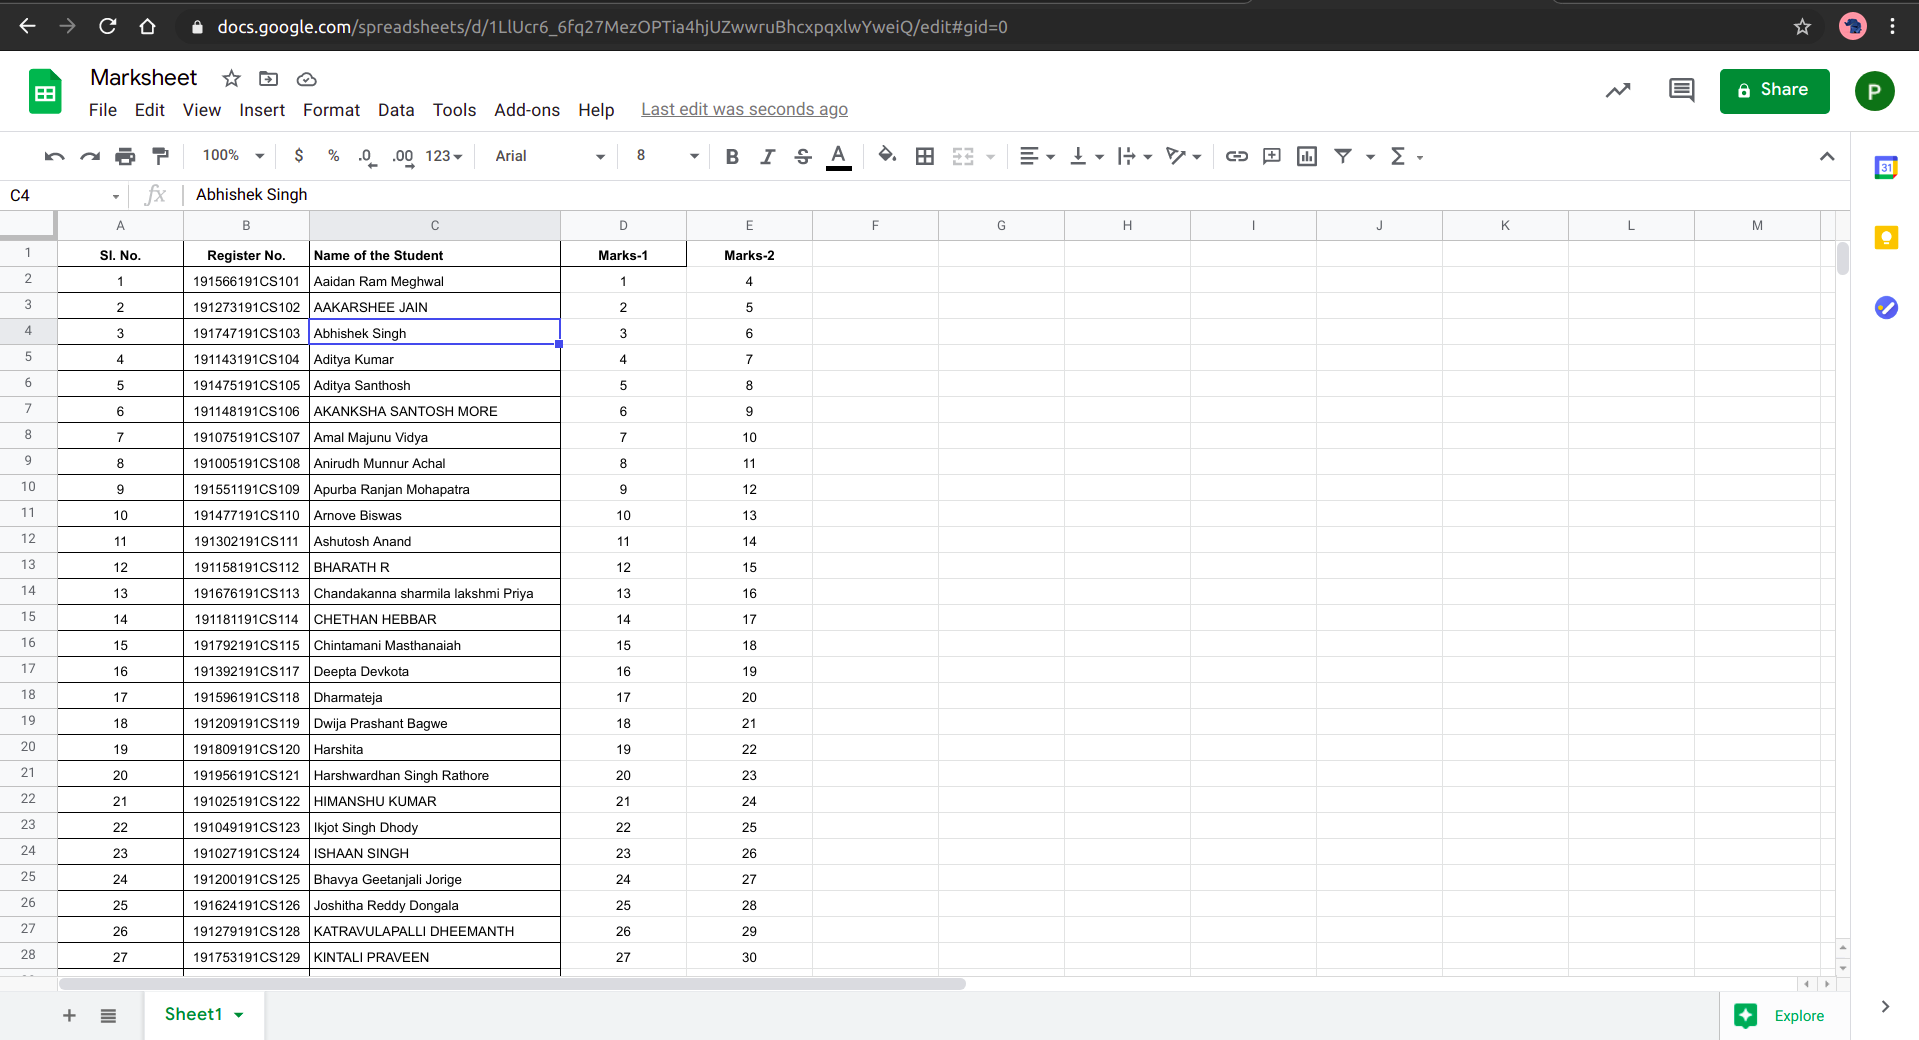 docs.google.com/spreadsheets/d/1LlUcr6_6fq27MezOPTia4hjUZwwruBhcxpqxlwYweiQ/edit#gid=0
Marksheet
File Edit View Insert Format Data Tools Add-ons Help Last edit was seconds ago
Share
P
100% $ % .0 .00 123 Arial 8 B I S A
31
C4 fx Abhishek Singh
A B C D E F G H I J K L M
1 Sl. No. Register No. Name of the Student Marks-1 Marks-2
2 1 191566191CS101 Aaidan Ram Meghwal 1 4
3 2 191273191CS102 AAKARSHEE JAIN 2 5
4 3 191747191CS103 Abhishek Singh 3 6
5 4 191143191CS104 Aditya Kumar 4 7
6 5 191475191CS105 Aditya Santhosh 5 8
7 6 191148191CS106 AKANKSHA SANTOSH MORE 6 9
8 7 191075191CS107 Amal Majunu Vidya 7 10
9 8 191005191CS108 Anirudh Munnur Achal 8 11
10 9 191551191CS109 Apurba Ranjan Mohapatra 9 12
11 10 191477191CS110 Arnove Biswas 10 13
12 11 191302191CS111 Ashutosh Anand 11 14
13 12 191158191CS112 BHARATH R 12 15
14 13 191676191CS113 Chandakanna sharmila lakshmi Priya 13 16
15 14 191181191CS114 CHETHAN HEBBAR 14 17
16 15 191792191CS115 Chintamani Masthanaiah 15 18
17 16 191392191CS117 Deepta Devkota 16 19
18 17 191596191CS118 Dharmateja 17 20
19 18 191209191CS119 Dwija Prashant Bagwe 18 21
20 19 191809191CS120 Harshita 19 22
21 20 191956191CS121 Harshwardhan Singh Rathore 20 23
22 21 191025191CS122 HIMANSHU KUMAR 21 24
23 22 191049191CS123 Ikjot Singh Dhody 22 25
24 23 191027191CS124 ISHAAN SINGH 23 26
25 24 191200191CS125 Bhavya Geetanjali Jorige 24 27
26 25 191624191CS126 Joshitha Reddy Dongala 25 28
27 26 191279191CS128 KATRAVULAPALLI DHEEMANTH 26 29
28 27 191753191CS129 KINTALI PRAVEEN 27 30
Sheet1
Explore